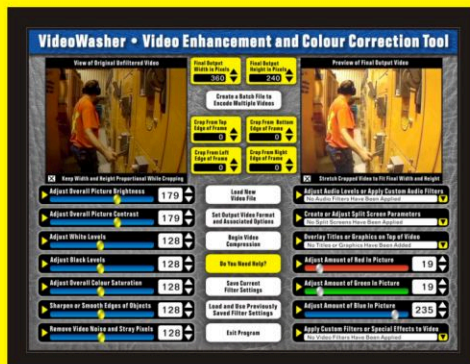 VideoWasher • Video Enhancement and Colour Correction Tool
View of Original Unfiltered Video
Keep Width and Height Proportional While Cropping
Final Output
Width in Pixels
360
Final Output
Height in Pixels
240
Create a Batch File to
Encode Multiple Videos
Crop From Top
Edge of Frame
0
Crop From Bottom
Edge of Frame
0
Crop From Left
Edge of Frame
0
Crop From Right
Edge of Frame
0
Preview of Final Output Video
Stretch Cropped Video to Fit Final Image Size
Adjust Overall Picture Brightness
179
Adjust Overall Picture Contrast
179
Adjust White Levels
128
Adjust Black Levels
128
Adjust Overall Colour Saturation
128
Sharpen or Smooth Edges of Objects
128
Remove Video Noise and Stray Pixels
128
Load New
Video File
Set Output Video Format
and Associated Options
Begin Video
Compression
Do You Need Help?
Save Current
Filter Settings
Load and Use Previously
Saved Filter Settings
Exit Program
Adjust Audio Levels or Apply Custom Audio Filters
No Audio Filters Have Been Applied
Create or Adjust Split Screen Parameters
No Split Screens Have Been Applied
Overlay Titles or Graphics on Top of Video
No Titles or Graphics Have Been Added
Adjust Amount of Red In Picture
19
Adjust Amount of Green In Picture
19
Adjust Amount of Blue In Picture
235
Apply Custom Filters or Special Effects to Video
No Video Filters Have Been Applied